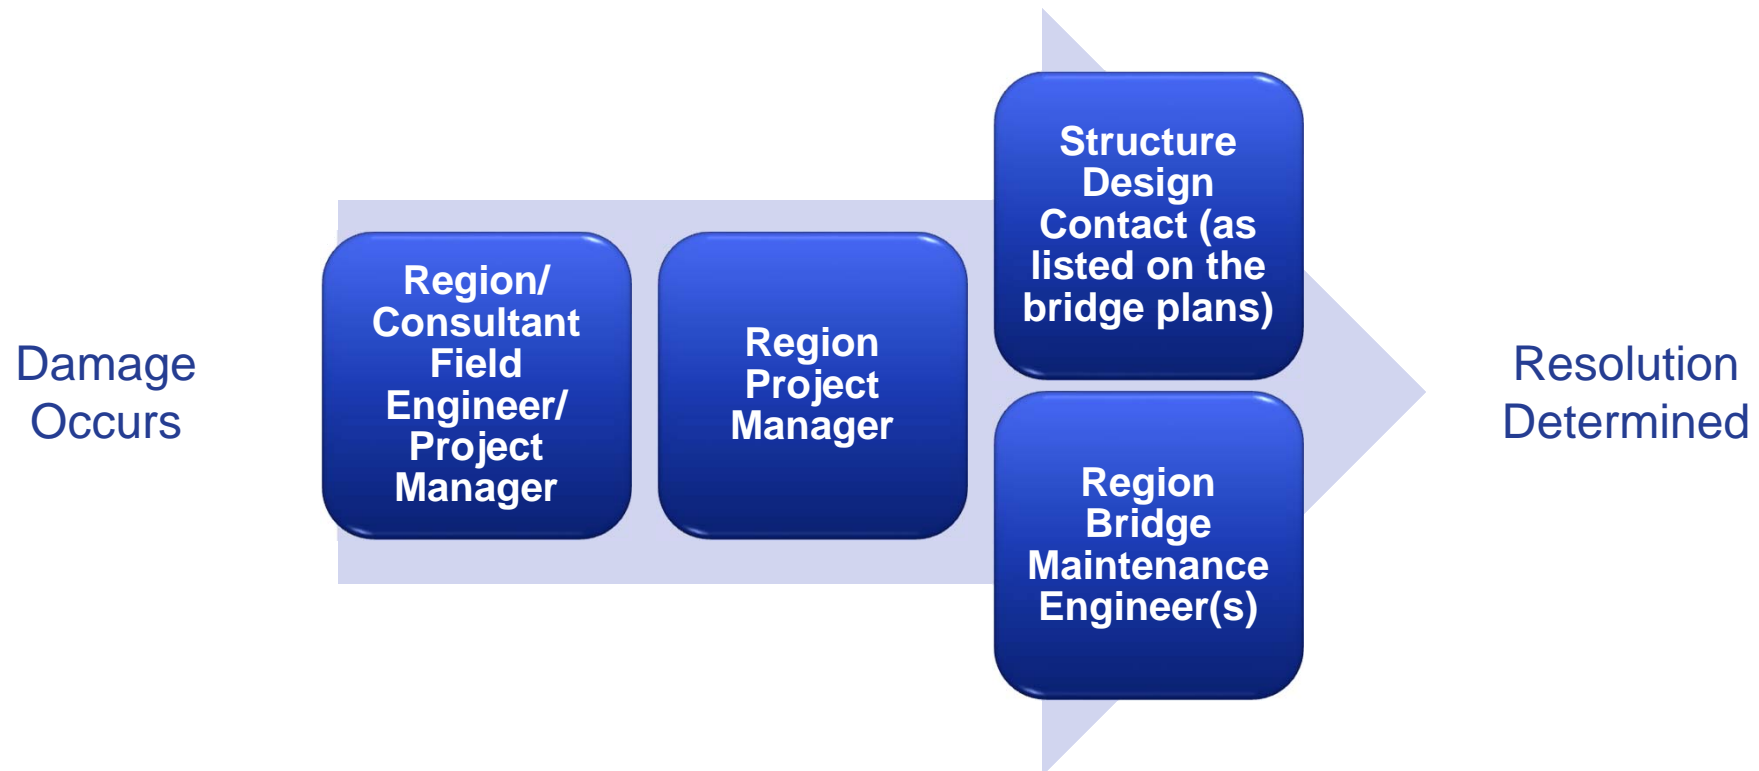 Damage
Occurs
Region/
Consultant
Field
Engineer/
Project
Manager
Region
Project
Manager
Structure
Design
Contact (as
listed on the
bridge plans)
Region
Bridge
Maintenance
Engineer(s)
Resolution
Determined